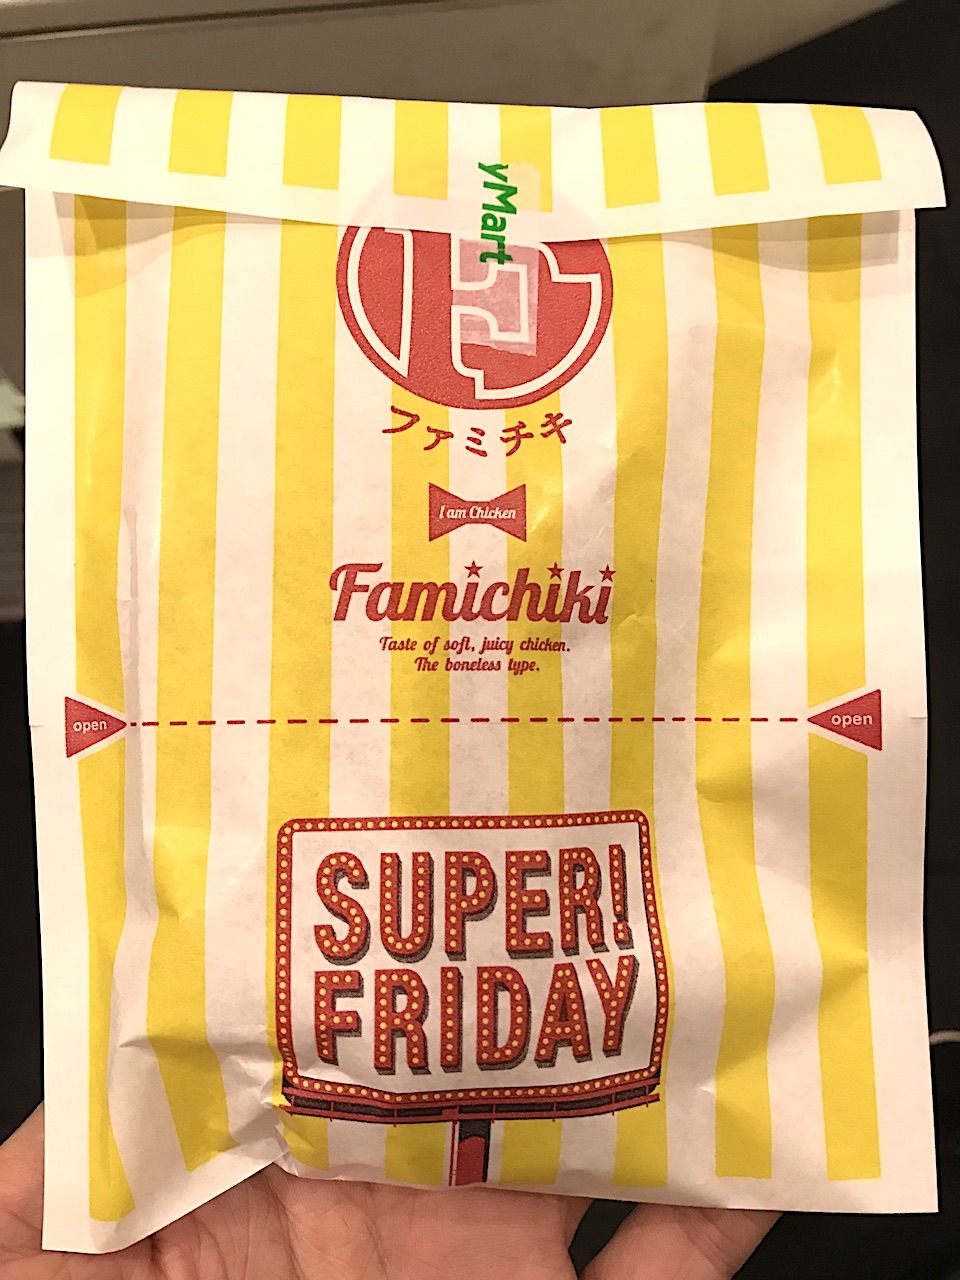 yMart
F
ファミチキ
I am Chicken
Famichiki
Taste of soft, juicy chicken.
The boneless type.
open
open
SUPER!
FRIDAY